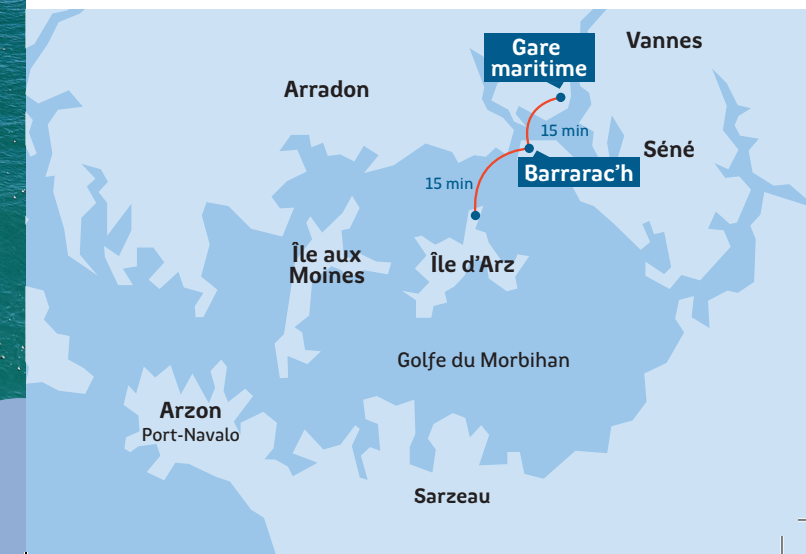 Vannes
Gare
maritime
Arradon
15 min
Séné
Barrarac'h
15 min
Île aux
Moines
Île d'Arz
Golfe du Morbihan
Arzon
Port-Navalo
Sarzeau